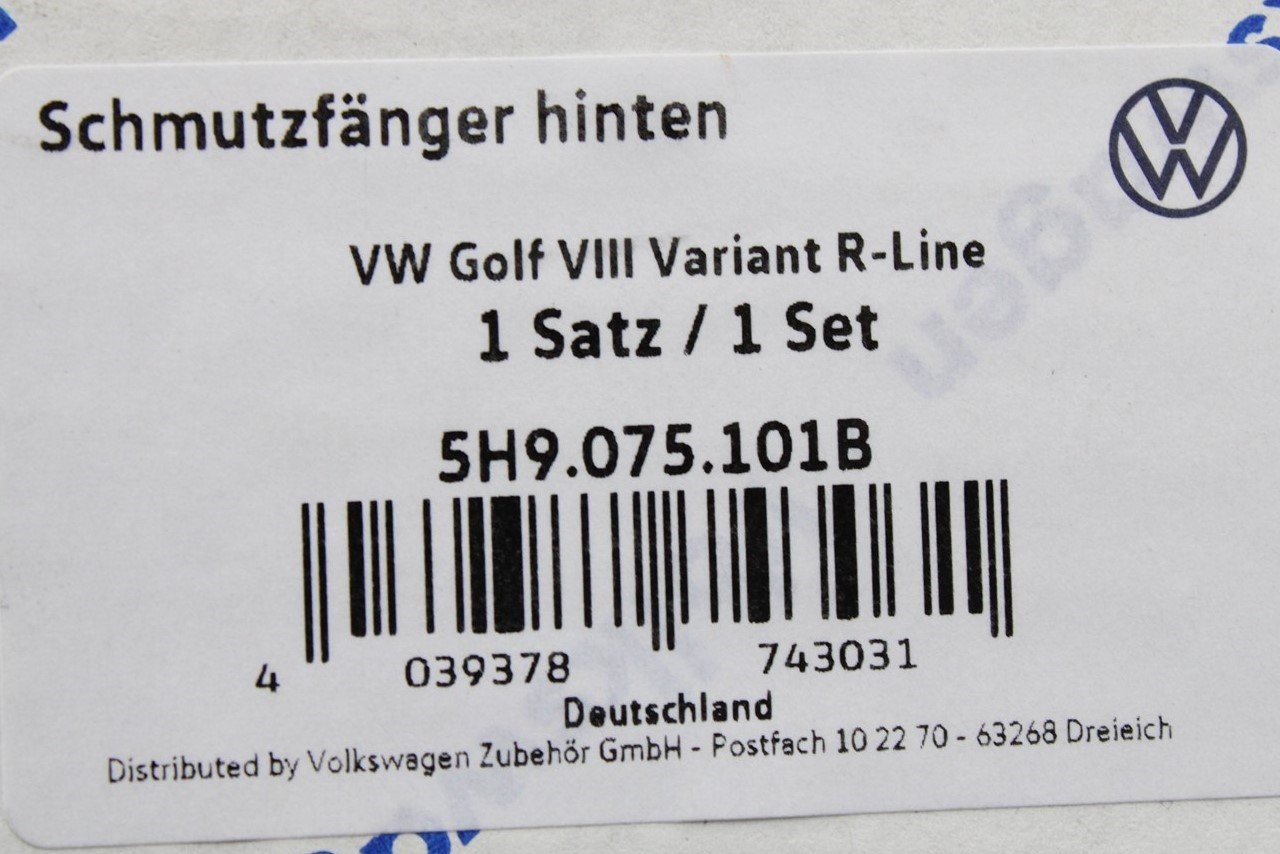 Schmutzfänger hinten
VW Golf VIII Variant R-Line
1 Satz / 1 Set
5H9.075.101B
4 039378 743031
Deutschland
Distributed by Volkswagen Zubehör GmbH - Postfach 10 22 70 - 63268 Dreieich